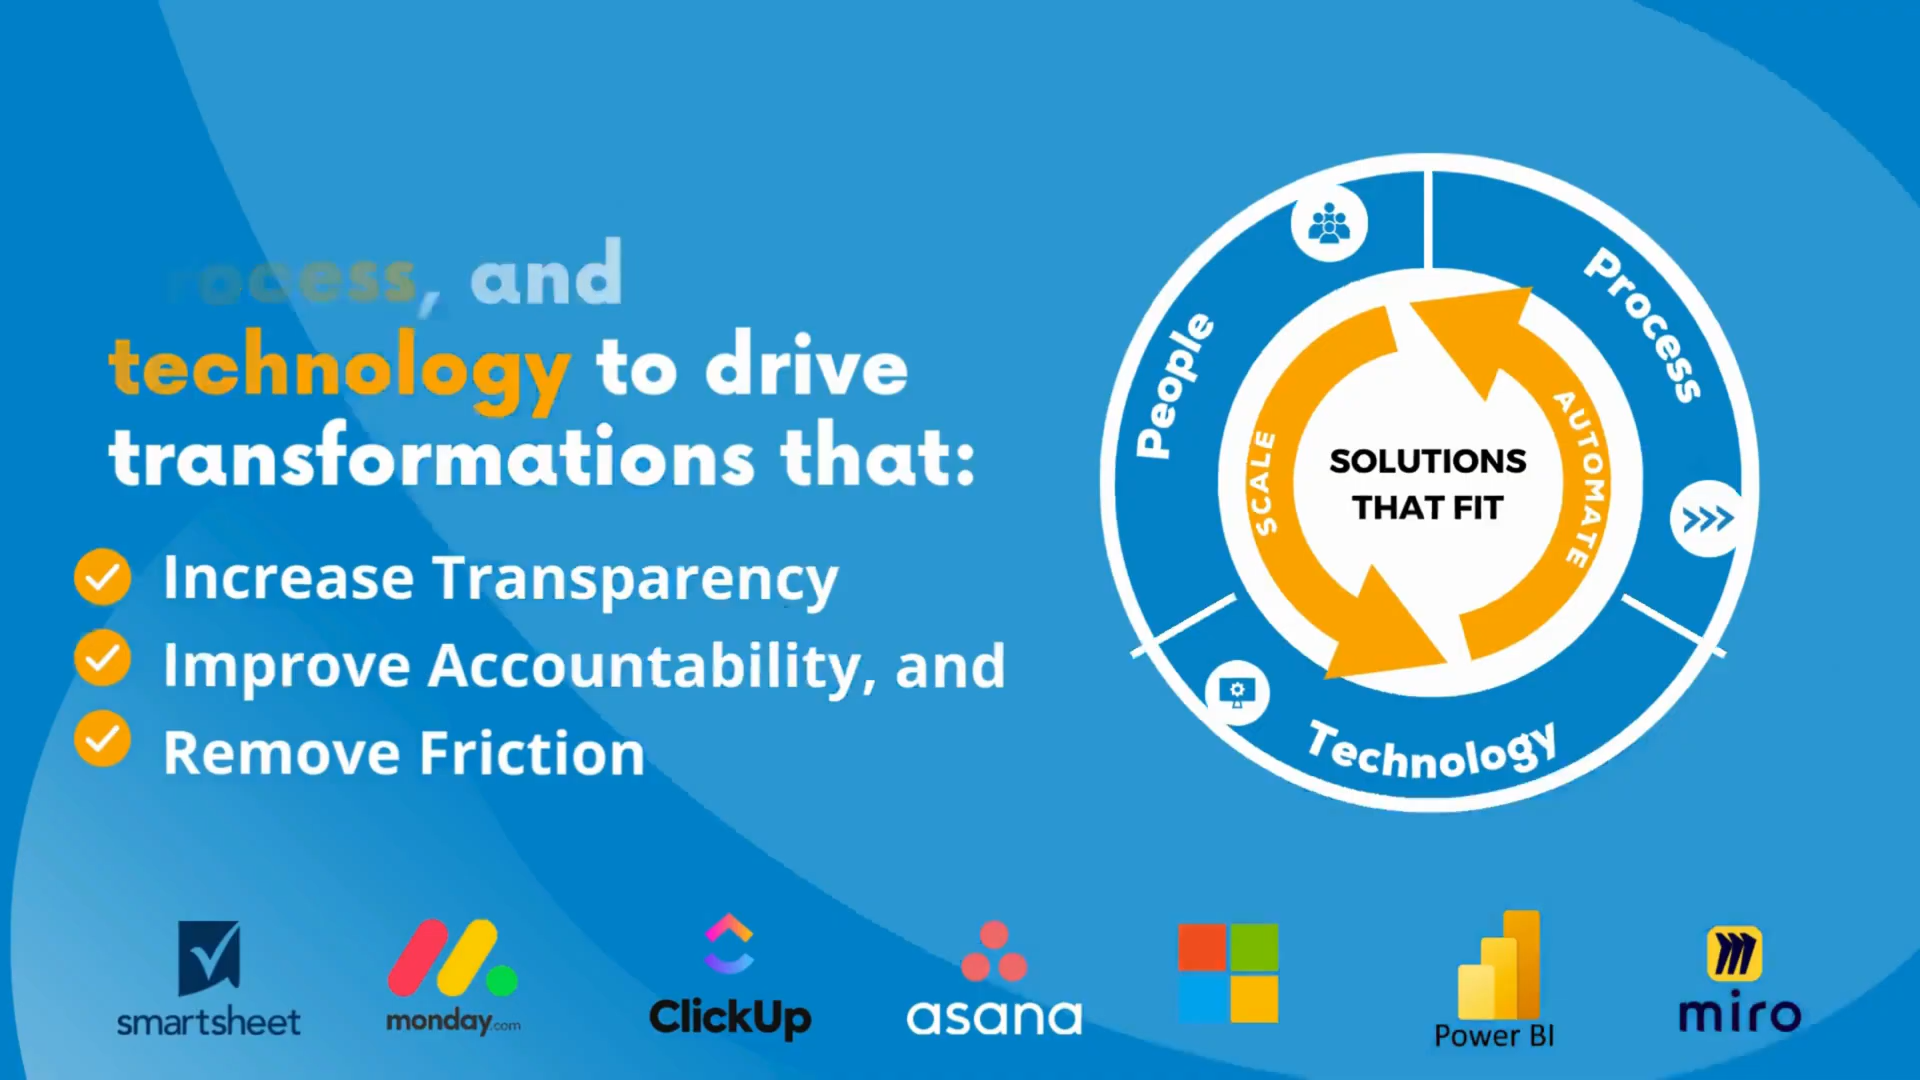 rocess, and
technology to drive
transformations that:
Increase Transparency
Improve Accountability, and
Remove Friction
People
Process
Technology
SCALE
AUTOMATE
SOLUTIONS
THAT FIT
smartsheet
monday.com
ClickUp
asana
Power BI
miro